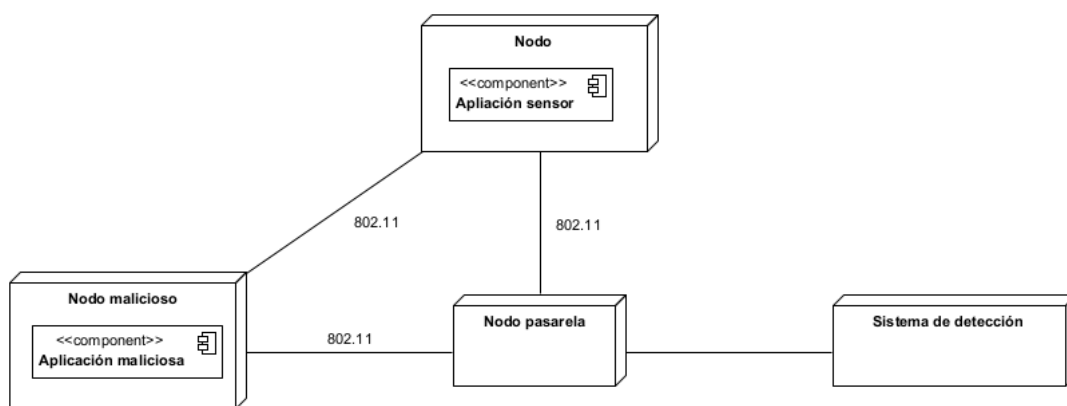 Nodo
<<component>>
Apliación sensor
802.11
802.11
Nodo malicioso
<<component>>
Aplicación maliciosa
802.11
Nodo pasarela
Sistema de detección